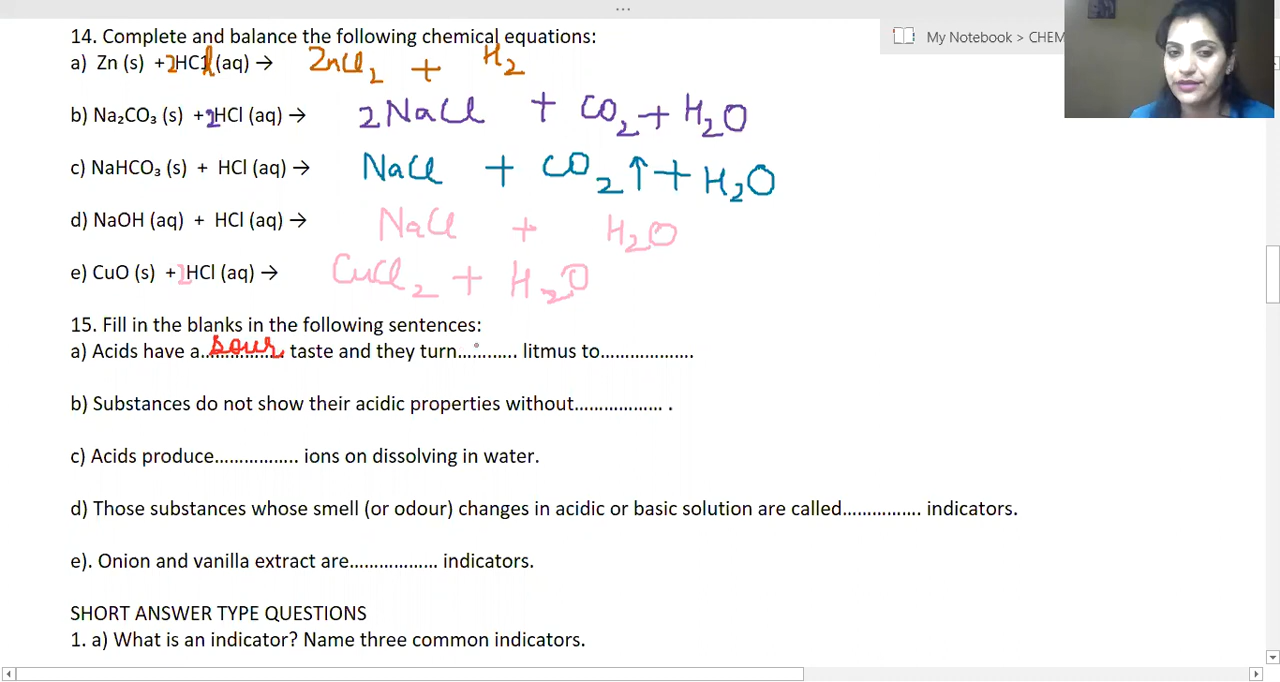 ...
My Notebook > CHEM
14. Complete and balance the following chemical equations:
a) Zn (s) +2HCl (aq) → ZnCl₂ + H₂
b) Na₂CO₃ (s) +2HCl (aq) → 2NaCl + CO₂ + H₂O
c) NaHCO₃ (s) + HCl (aq) → NaCl + CO₂↑ + H₂O
d) NaOH (aq) + HCl (aq) → NaCl + H₂O
e) CuO (s) +2HCl (aq) → CuCl₂ + H₂O
15. Fill in the blanks in the following sentences:
a) Acids have a..sour.. taste and they turn............ litmus to..................
b) Substances do not show their acidic properties without................. .
c) Acids produce................ ions on dissolving in water.
d) Those substances whose smell (or odour) changes in acidic or basic solution are called............... indicators.
e). Onion and vanilla extract are................. indicators.
SHORT ANSWER TYPE QUESTIONS
1. a) What is an indicator? Name three common indicators.